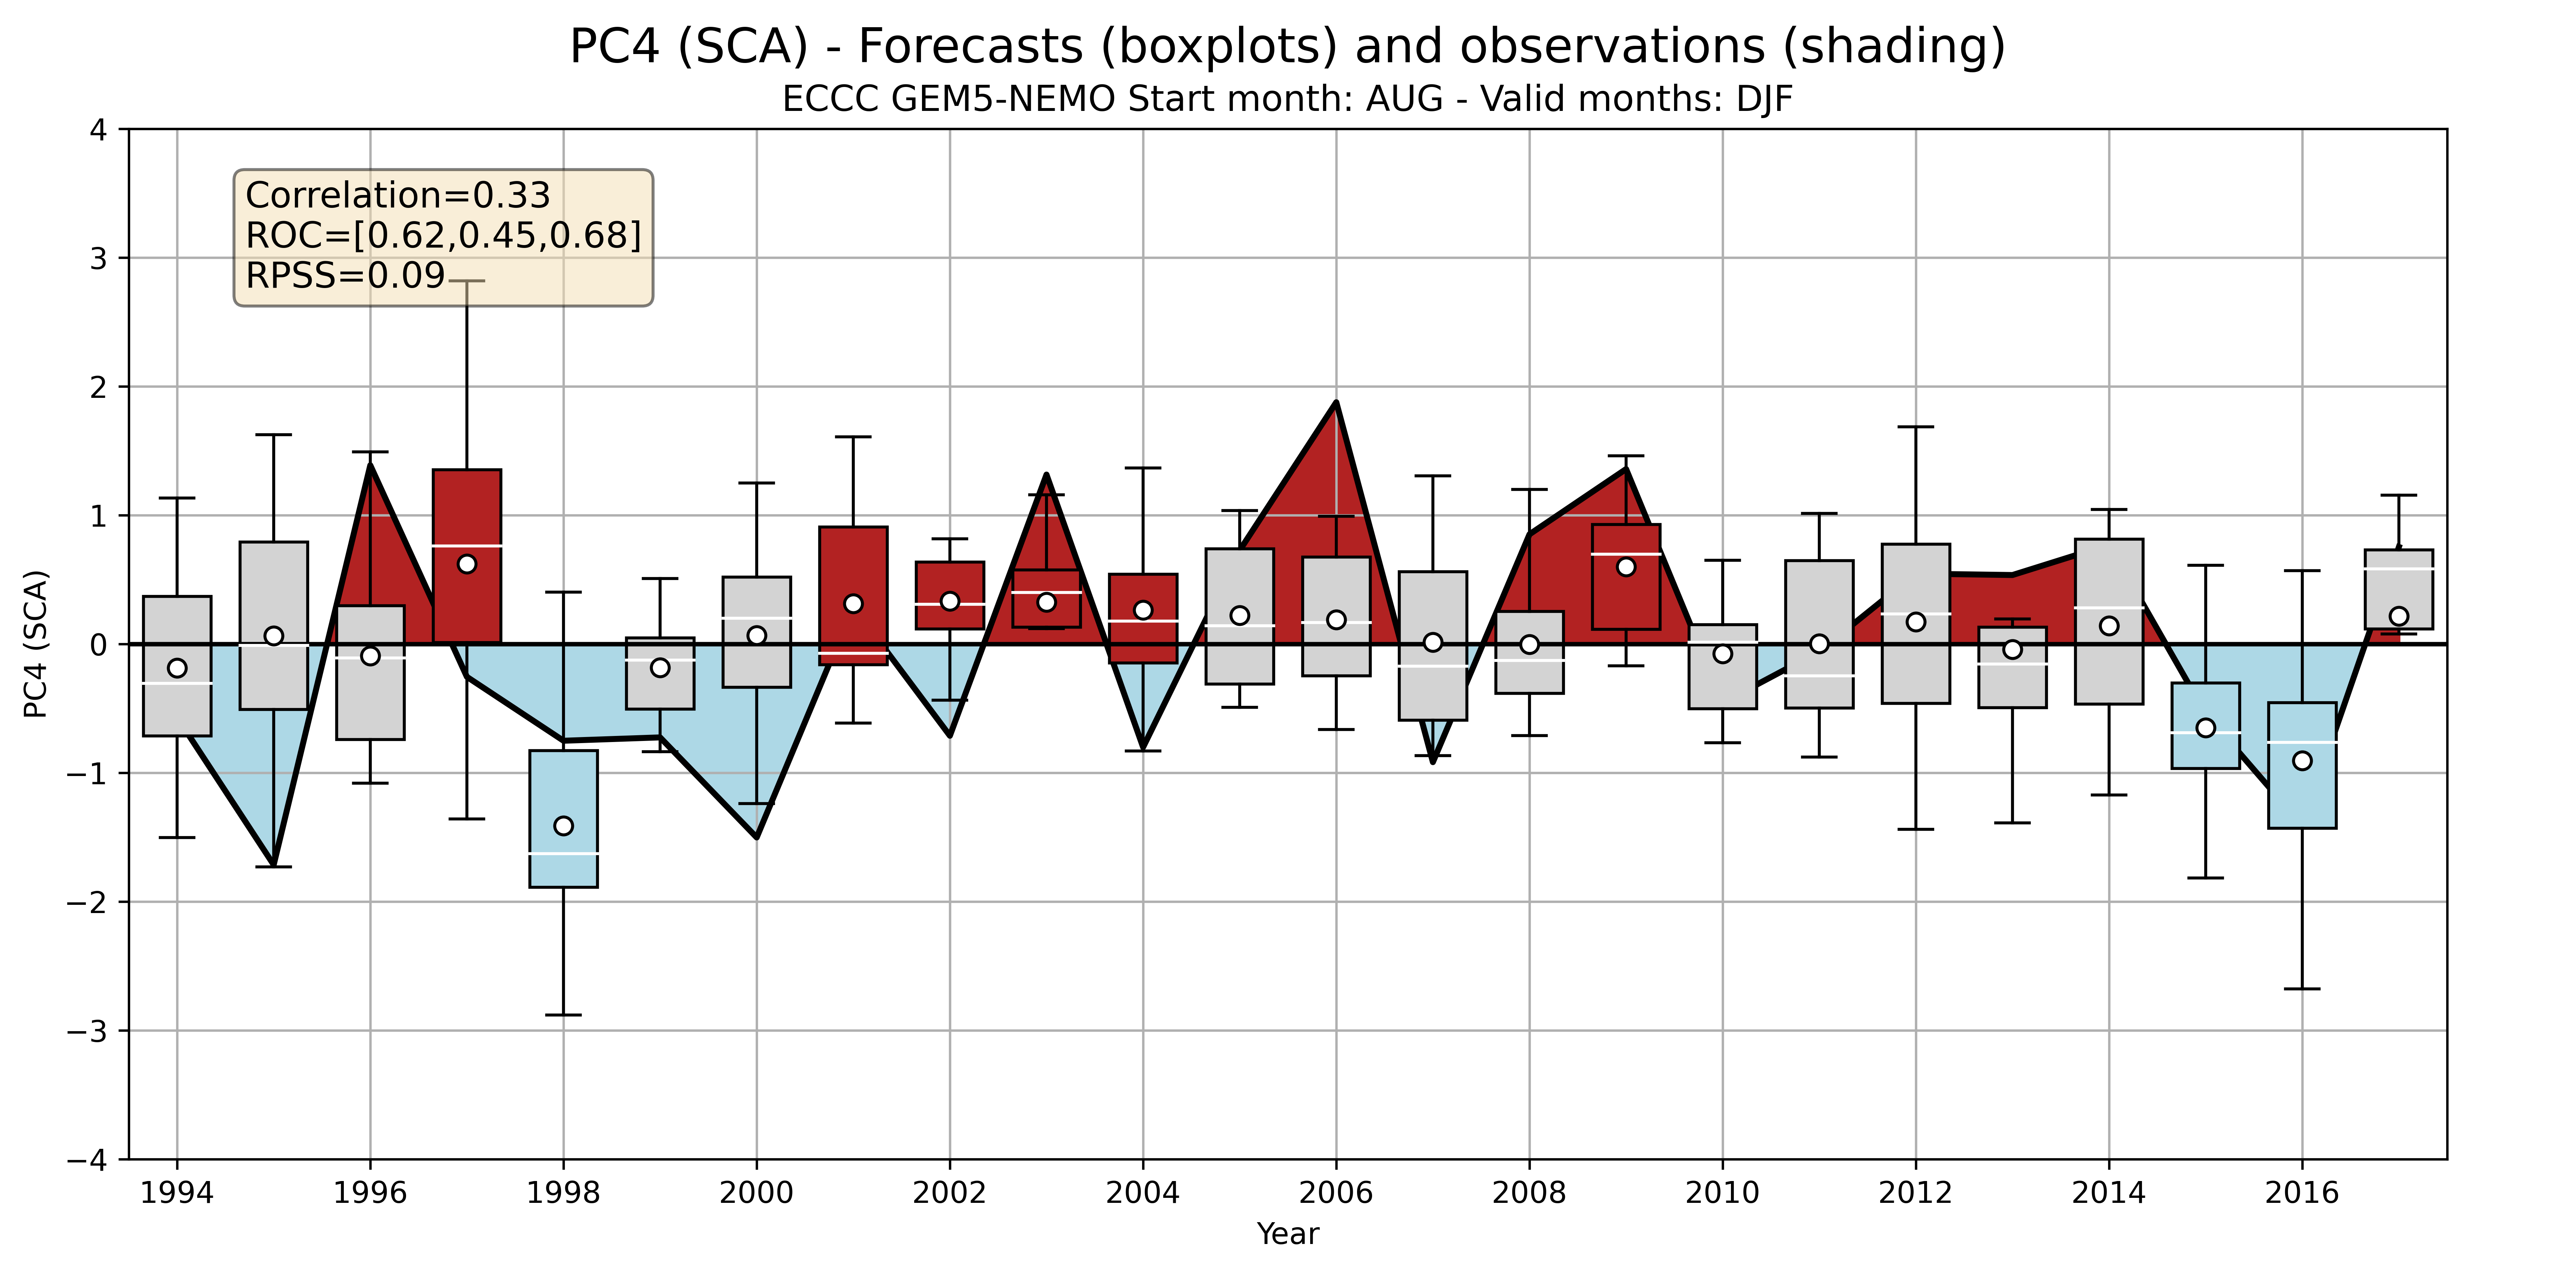 PC4 (SCA) - Forecasts (boxplots) and observations (shading)
ECCC GEM5-NEMO Start month: AUG - Valid months: DJF
Correlation=0.33
ROC=[0.62,0.45,0.68]
RPSS=0.09
PC4 (SCA)
4
3
2
1
0
−1
−2
−3
−4
1994 1996 1998 2000 2002 2004 2006 2008 2010 2012 2014 2016
Year